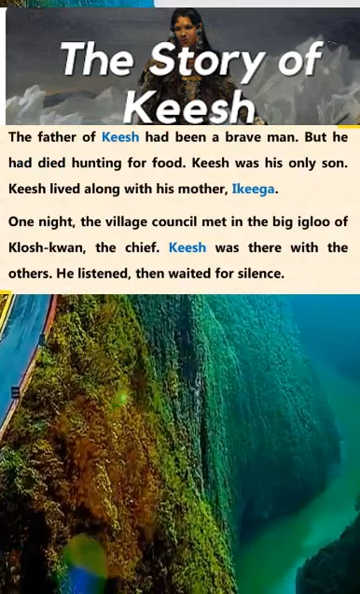 The Story of
Keesh
The father of Keesh had been a brave man. But he
had died hunting for food. Keesh was his only son.
Keesh lived along with his mother, Ikeega.
One night, the village council met in the big igloo of
Klosh-kwan, the chief. Keesh was there with the
others. He listened, then waited for silence.